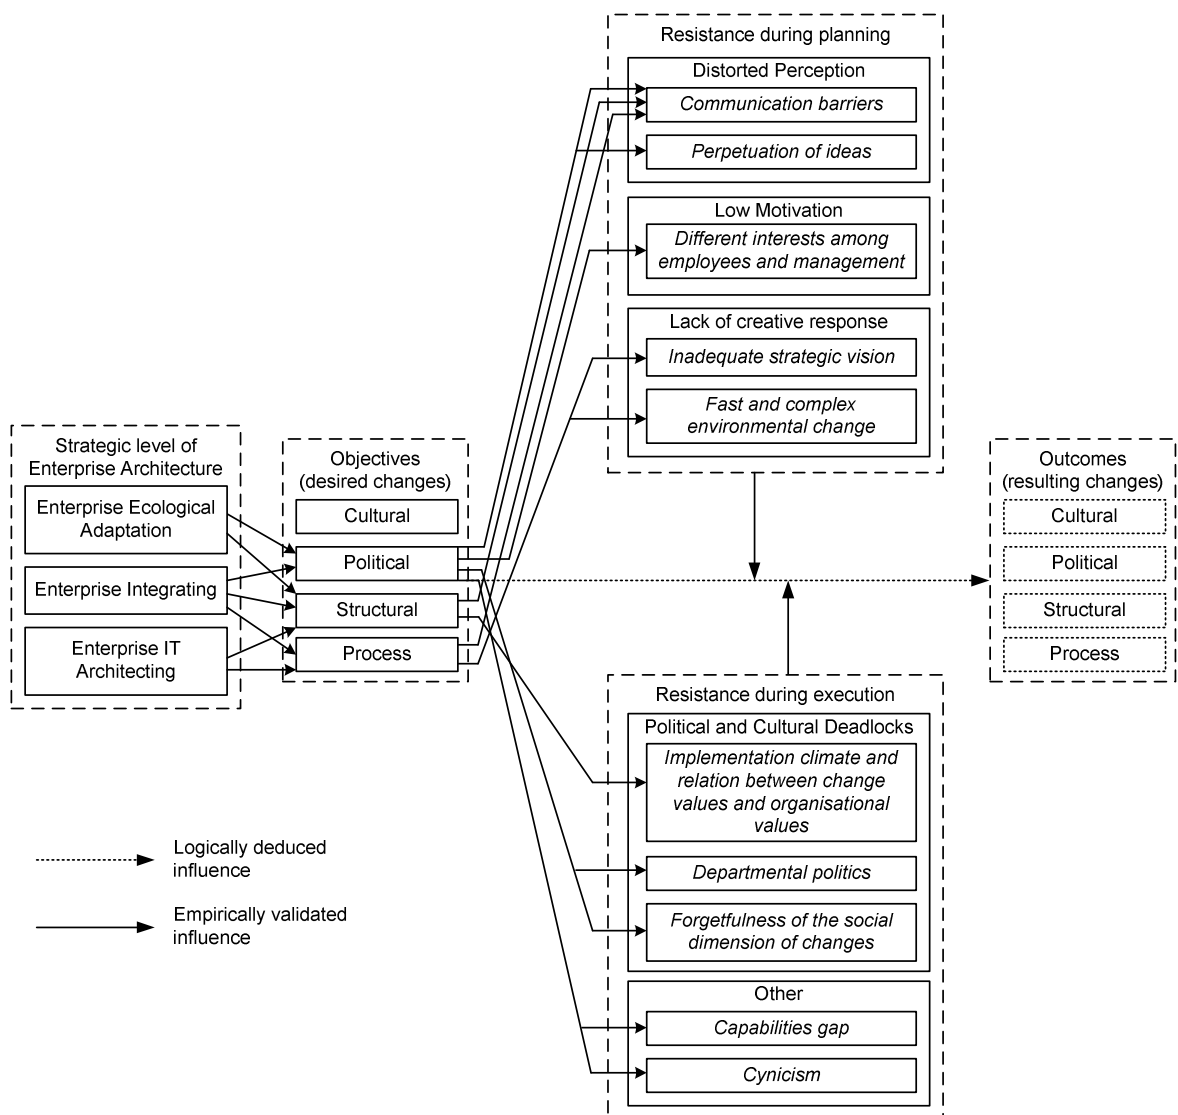 Resistance during planning
Distorted Perception
Communication barriers
Perpetuation of ideas
Low Motivation
Different interests among
employees and management
Lack of creative response
Inadequate strategic vision
Fast and complex
environmental change
Strategic level of
Enterprise Architecture
Enterprise Ecological
Adaptation
Enterprise Integrating
Enterprise IT
Architecting
Objectives
(desired changes)
Cultural
Political
Structural
Process
Outcomes
(resulting changes)
Cultural
Political
Structural
Process
Resistance during execution
Political and Cultural Deadlocks
Implementation climate and
relation between change
values and organisational
values
Departmental politics
Forgetfulness of the social
dimension of changes
Other
Capabilities gap
Cynicism
Logically deduced
influence
Empirically validated
influence